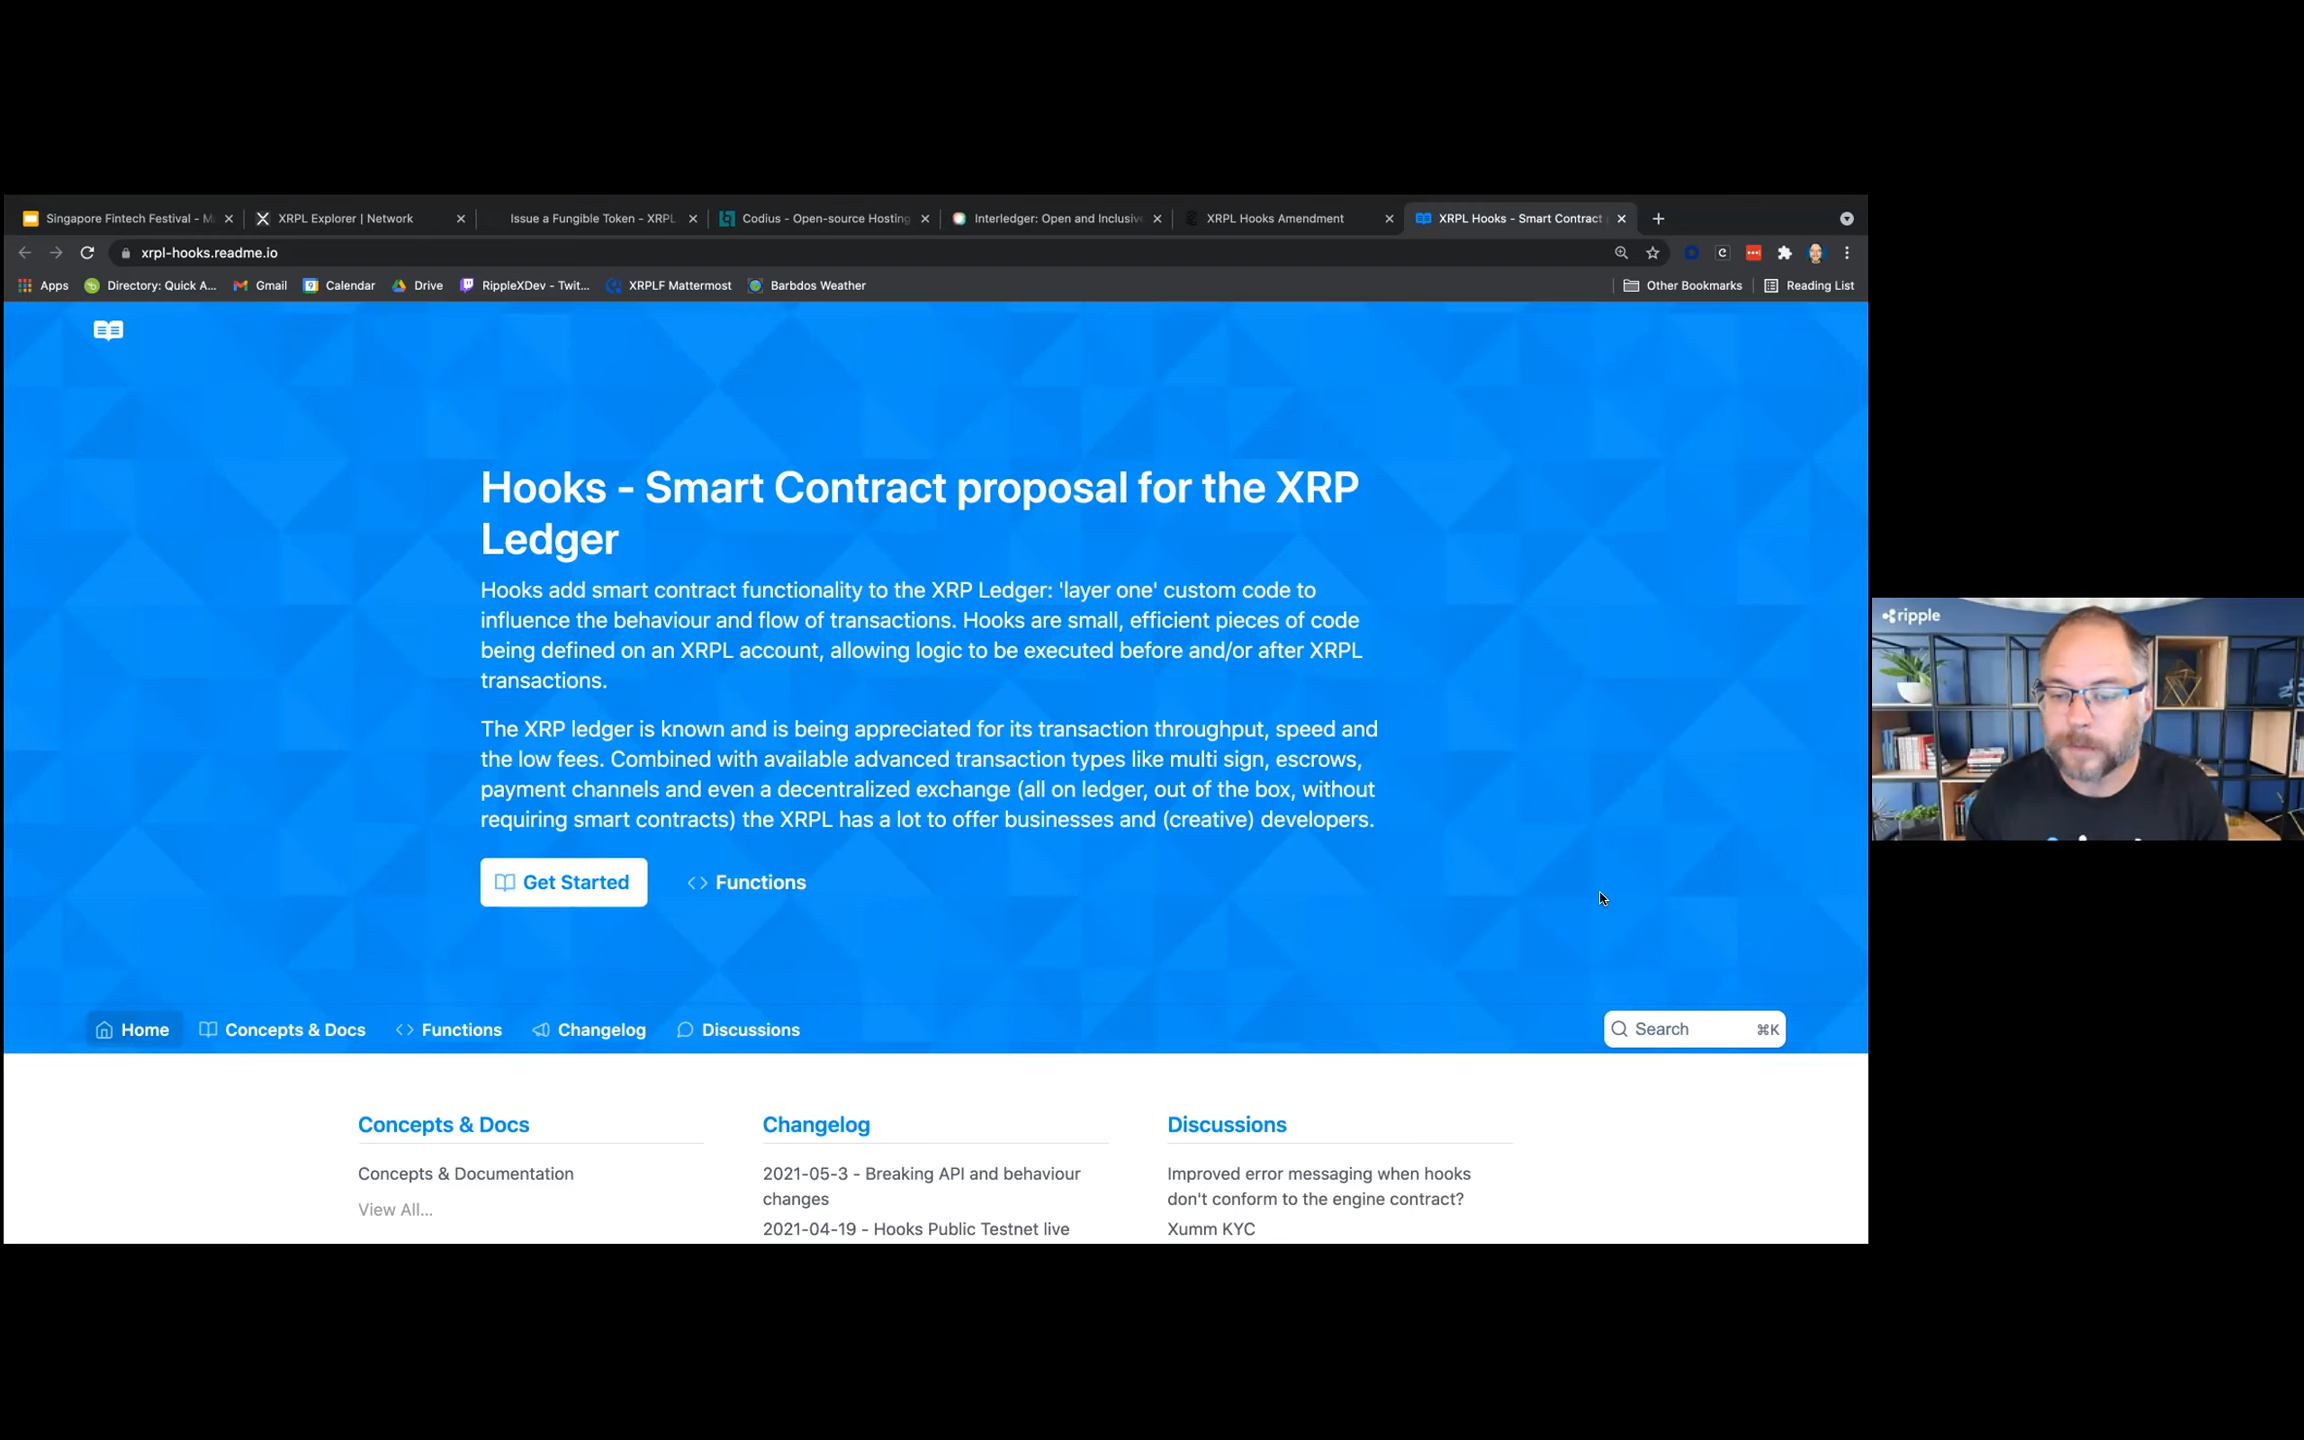 Singapore Fintech Festival - M
XRPL Explorer | Network
Issue a Fungible Token - XRPL
Codius - Open-source Hosting
Interledger: Open and Inclusiv
XRPL Hooks Amendment
XRPL Hooks - Smart Contract
xrpl-hooks.readme.io
Apps
Directory: Quick A...
Gmail
Calendar
Drive
RippleXDev - Twit...
XRPLF Mattermost
Barbdos Weather
Other Bookmarks
Reading List
Hooks - Smart Contract proposal for the XRP
Ledger
Hooks add smart contract functionality to the XRP Ledger: 'layer one' custom code to
influence the behaviour and flow of transactions. Hooks are small, efficient pieces of code
being defined on an XRPL account, allowing logic to be executed before and/or after XRPL
transactions.
The XRP ledger is known and is being appreciated for its transaction throughput, speed and
the low fees. Combined with available advanced transaction types like multi sign, escrows,
payment channels and even a decentralized exchange (all on ledger, out of the box, without
requiring smart contracts) the XRPL has a lot to offer businesses and (creative) developers.
Get Started
Functions
ripple
Home
Concepts & Docs
Functions
Changelog
Discussions
Search ⌘K
Concepts & Docs
Concepts & Documentation
View All...
Changelog
2021-05-3 - Breaking API and behaviour
changes
2021-04-19 - Hooks Public Testnet live
Discussions
Improved error messaging when hooks
don't conform to the engine contract?
Xumm KYC